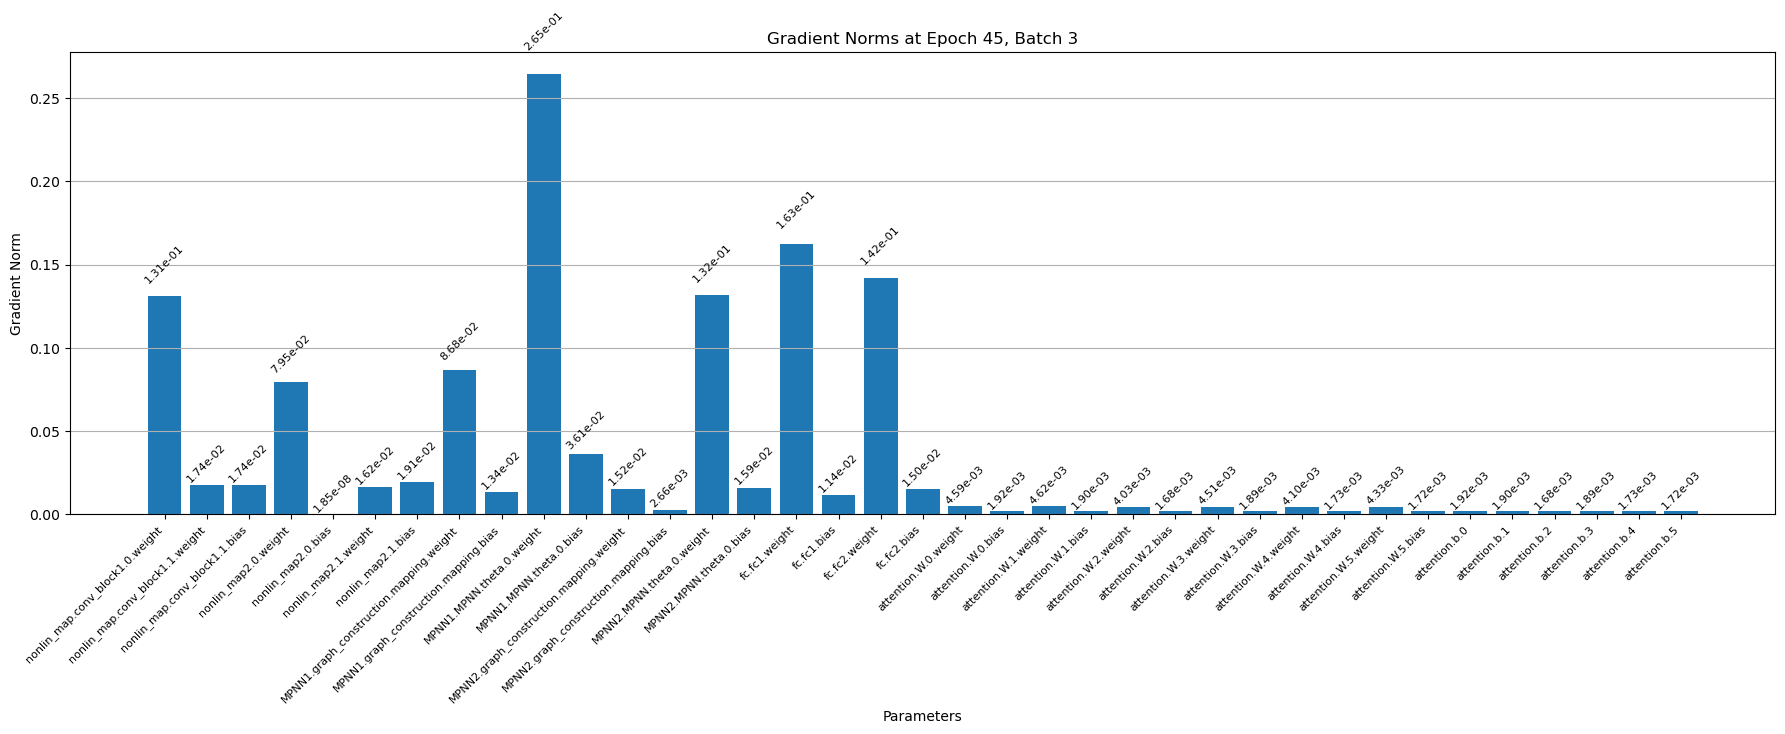 Gradient Norms at Epoch 45, Batch 3
Gradient Norm
0.25
0.20
0.15
0.10
0.05
0.00
1.31e-01
1.74e-02
1.74e-02
7.95e-02
1.85e-08
1.62e-02
1.91e-02
8.68e-02
1.34e-02
2.65e-01
3.61e-02
1.52e-02
2.66e-03
1.32e-01
1.59e-02
1.63e-01
1.14e-02
1.42e-01
1.50e-02
4.59e-03
1.92e-03
4.62e-03
1.90e-03
4.03e-03
1.68e-03
4.51e-03
1.89e-03
4.10e-03
1.73e-03
4.33e-03
1.72e-03
1.92e-03
1.90e-03
1.68e-03
1.89e-03
1.73e-03
1.72e-03
nonlin_map.conv_block1.0.weight
nonlin_map.conv_block1.1.weight
nonlin_map.conv_block1.1.bias
nonlin_map2.0.weight
nonlin_map2.0.bias
nonlin_map2.1.weight
nonlin_map2.1.bias
MPNN1.graph_construction.mapping.weight
MPNN1.graph_construction.mapping.bias
MPNN1.MPNN.theta.0.weight
MPNN1.MPNN.theta.0.bias
MPNN2.graph_construction.mapping.weight
MPNN2.graph_construction.mapping.bias
MPNN2.MPNN.theta.0.weight
MPNN2.MPNN.theta.0.bias
fc.fc1.weight
fc.fc1.bias
fc.fc2.weight
fc.fc2.bias
attention.W.0.weight
attention.W.0.bias
attention.W.1.weight
attention.W.1.bias
attention.W.2.weight
attention.W.2.bias
attention.W.3.weight
attention.W.3.bias
attention.W.4.weight
attention.W.4.bias
attention.W.5.weight
attention.W.5.bias
attention.b.0
attention.b.1
attention.b.2
attention.b.3
attention.b.4
attention.b.5
Parameters